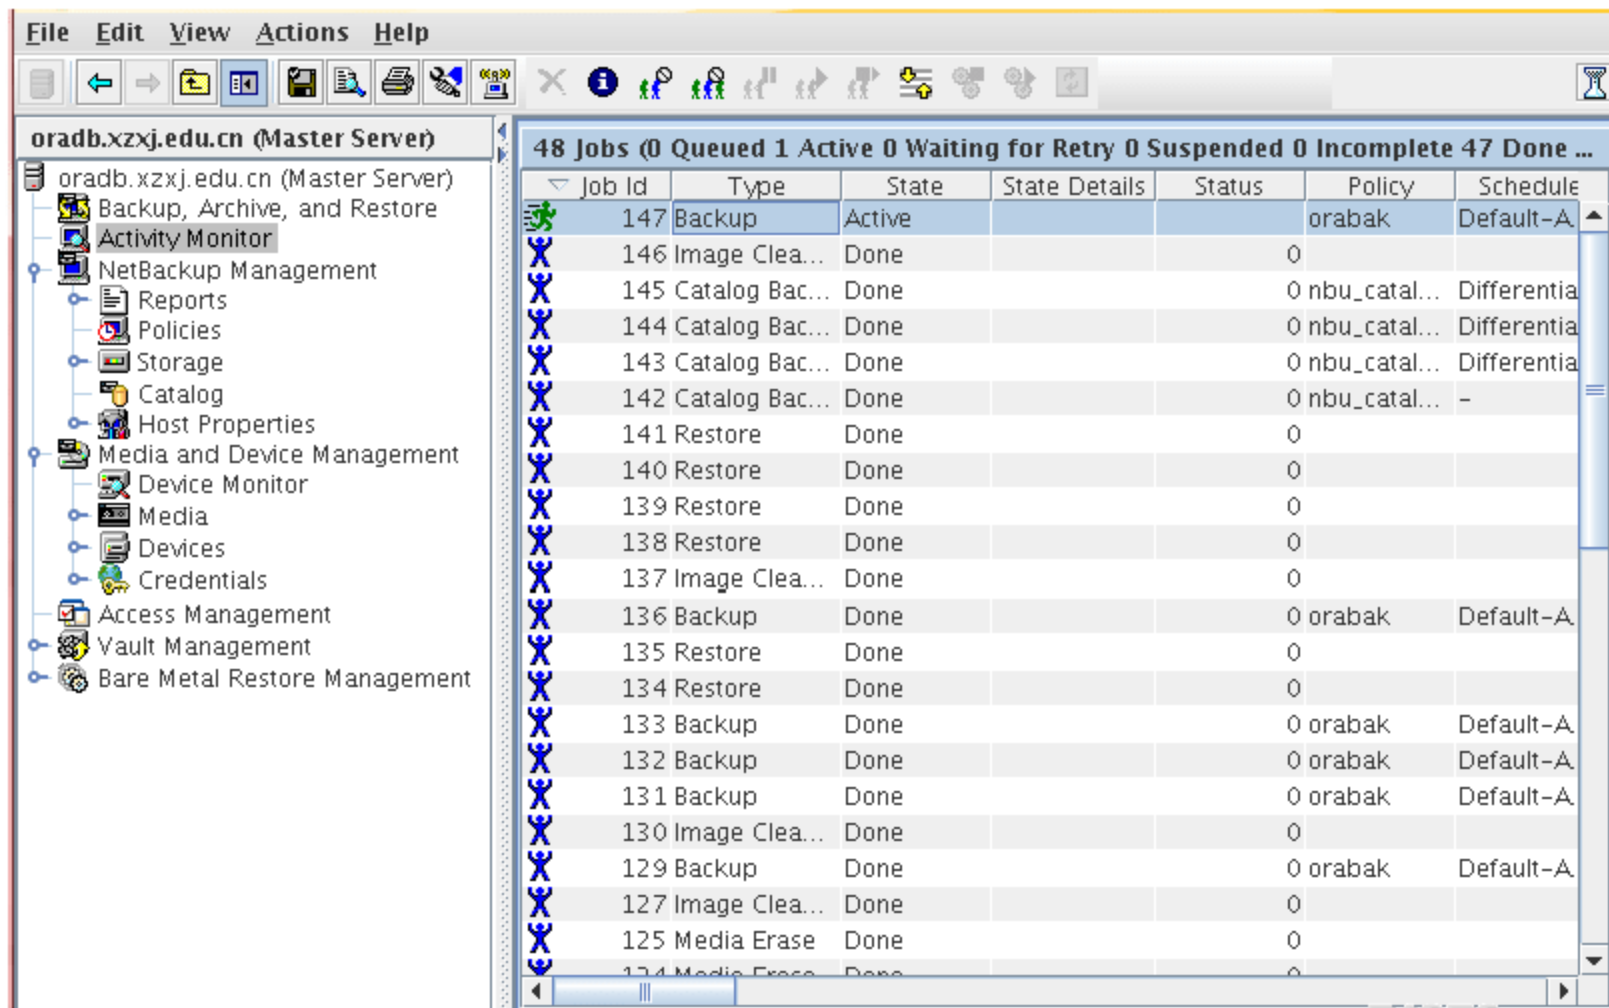 File Edit View Actions Help
oradb.xzxj.edu.cn (Master Server)
oradb.xzxj.edu.cn (Master Server)
Backup, Archive, and Restore
Activity Monitor
NetBackup Management
Reports
Policies
Storage
Catalog
Host Properties
Media and Device Management
Device Monitor
Media
Devices
Credentials
Access Management
Vault Management
Bare Metal Restore Management
48 Jobs (0 Queued 1 Active 0 Waiting for Retry 0 Suspended 0 Incomplete 47 Done ...
Job Id Type State State Details Status Policy Schedule
147 Backup Active orabak Default-A
146 Image Clea... Done 0
145 Catalog Bac... Done 0 nbu_catal... Differentia
144 Catalog Bac... Done 0 nbu_catal... Differentia
143 Catalog Bac... Done 0 nbu_catal... Differentia
142 Catalog Bac... Done 0 nbu_catal... -
141 Restore Done 0
140 Restore Done 0
139 Restore Done 0
138 Restore Done 0
137 Image Clea... Done 0
136 Backup Done 0 orabak Default-A
135 Restore Done 0
134 Restore Done 0
133 Backup Done 0 orabak Default-A
132 Backup Done 0 orabak Default-A
131 Backup Done 0 orabak Default-A
130 Image Clea... Done 0
129 Backup Done 0 orabak Default-A
127 Image Clea... Done 0
125 Media Erase Done 0
124 Media Erase Done 0